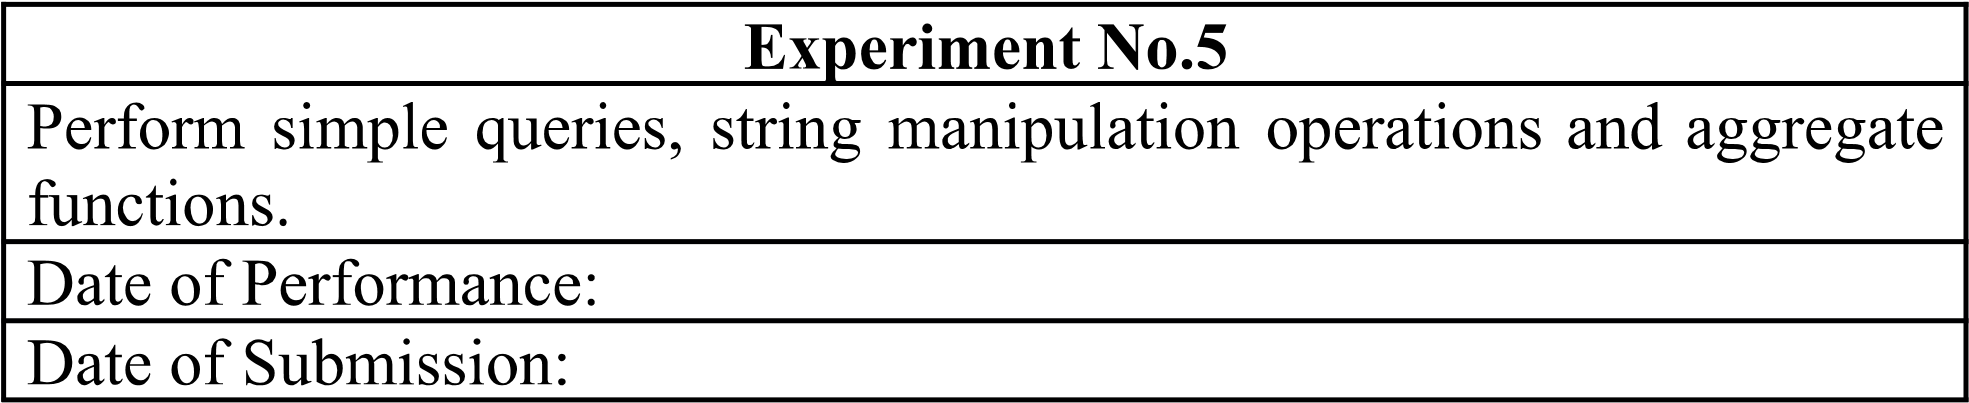 Experiment No.5
Perform simple queries, string manipulation operations and aggregate
functions.
Date of Performance:
Date of Submission: